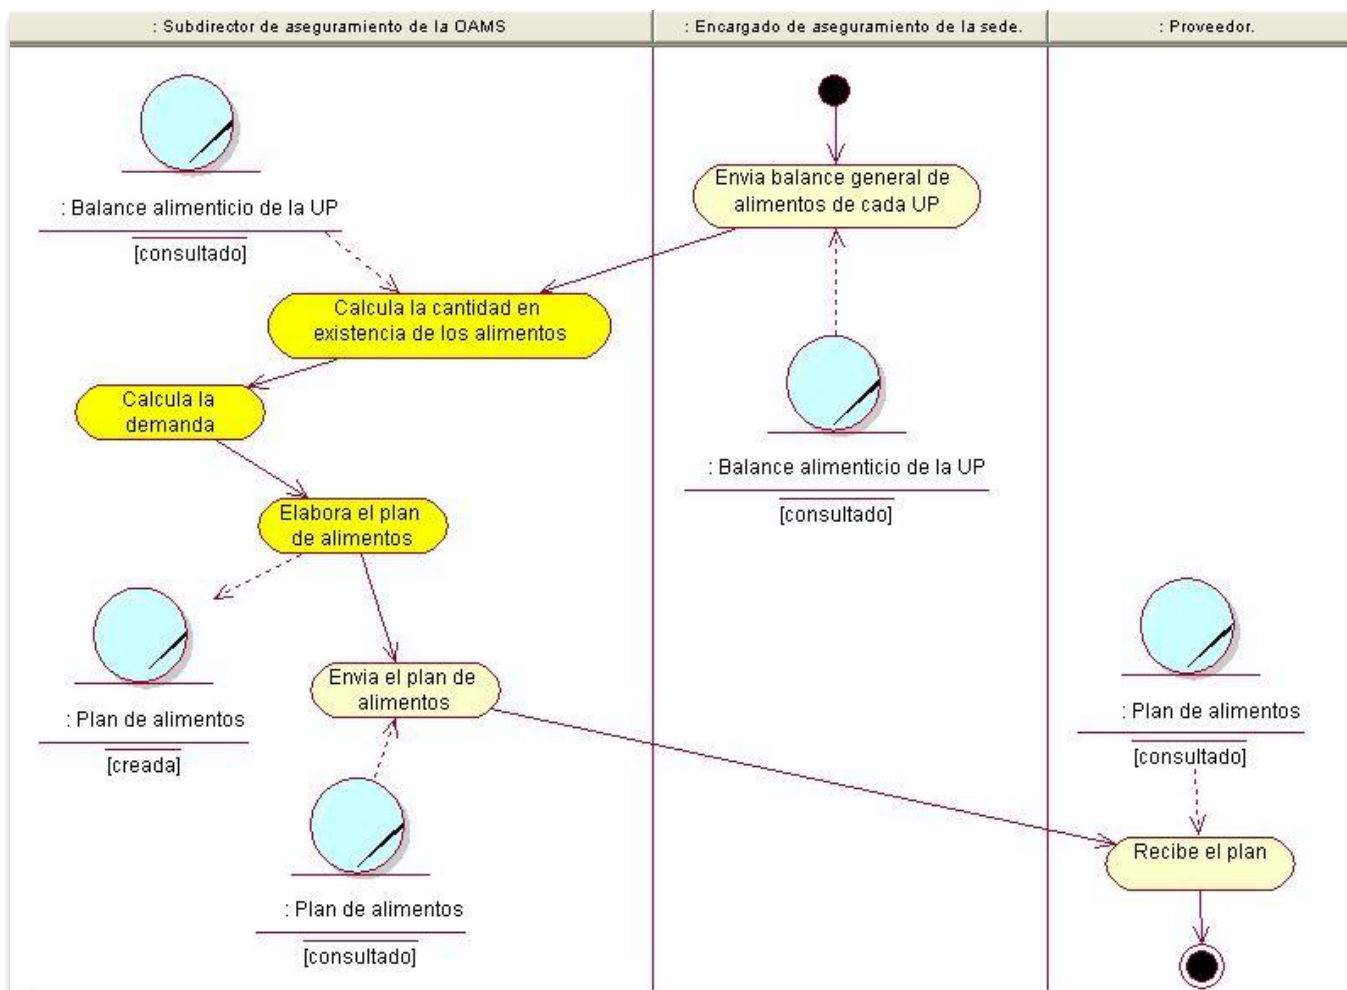 : Subdirector de aseguramiento de la OAMS
: Encargado de aseguramiento de la sede.
: Proveedor.
: Balance alimenticio de la UP
[consultado]
Envia balance general de
alimentos de cada UP
Calcula la cantidad en
existencia de los alimentos
Calcula la
demanda
: Balance alimenticio de la UP
[consultado]
Elabora el plan
de alimentos
: Plan de alimentos
[creada]
Envia el plan de
alimentos
: Plan de alimentos
[consultado]
: Plan de alimentos
[consultado]
Recibe el plan